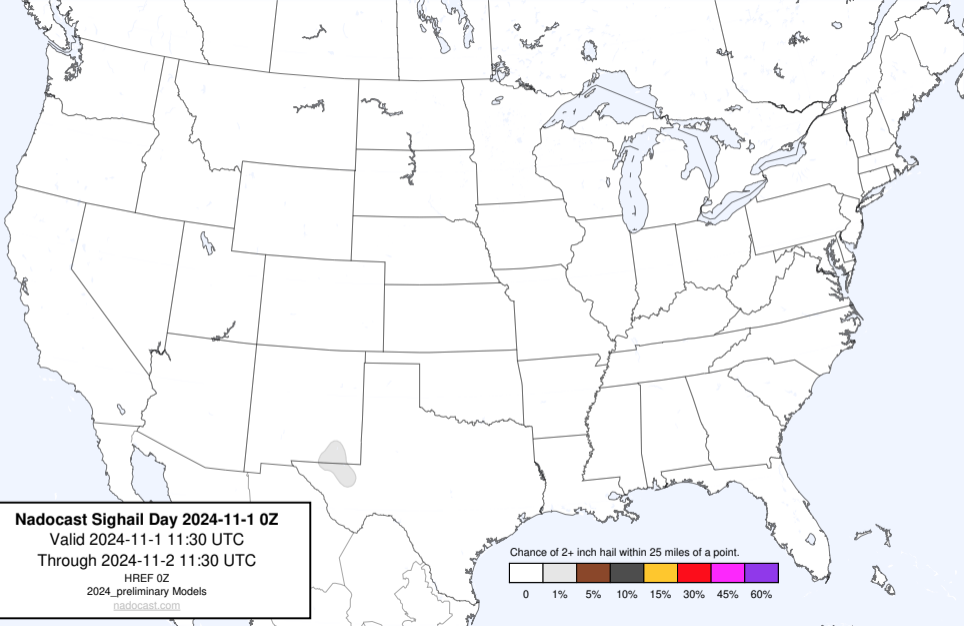 Nadocast Sighail Day 2024-11-1 0Z
Valid 2024-11-1 11:30 UTC
Through 2024-11-2 11:30 UTC
HREF 0Z
2024_preliminary Models
nadocast.com
Chance of 2+ inch hail within 25 miles of a point.
0 1% 5% 10% 15% 30% 45% 60%